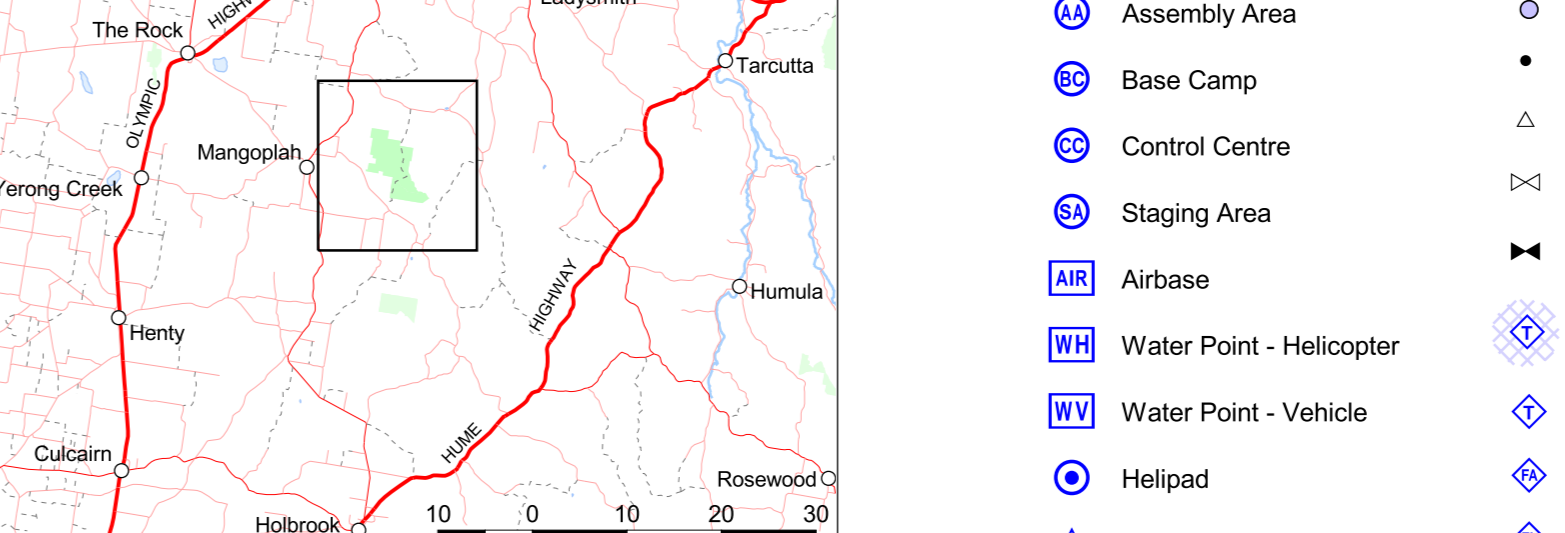 HIGHW
Ladysmith
The Rock
Tarcutta
OLYMPIC
Mangoplah
Yerong Creek
HIGHWAY
Humula
Henty
HUME
Culcairn
Rosewood
Holbrook
10 0 10 20 30
AA Assembly Area
BC Base Camp
CC Control Centre
SA Staging Area
AIR Airbase
WH Water Point - Helicopter
T
WV Water Point - Vehicle
T
Helipad
FA